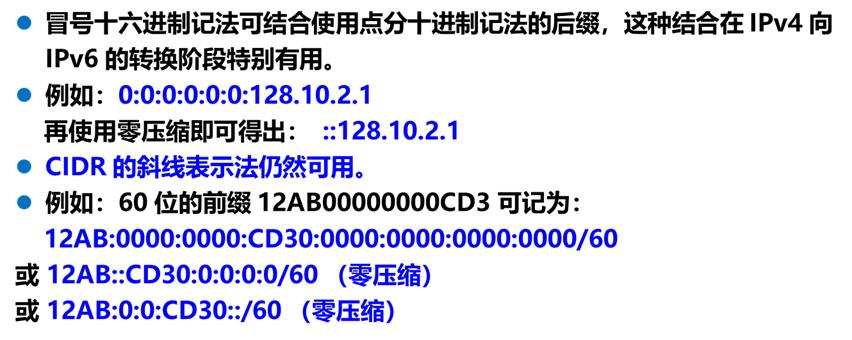 ● 冒号十六进制记法可结合使用点分十进制记法的后缀，这种结合在 IPv4 向
IPv6 的转换阶段特别有用。
● 例如：0:0:0:0:0:0:128.10.2.1
再使用零压缩即可得出： ::128.10.2.1
● CIDR 的斜线表示法仍然可用。
● 例如：60 位的前缀 12AB00000000CD3 可记为：
12AB:0000:0000:CD30:0000:0000:0000:0000/60
或 12AB::CD30:0:0:0:0/60 （零压缩）
或 12AB:0:0:CD30::/60 （零压缩）